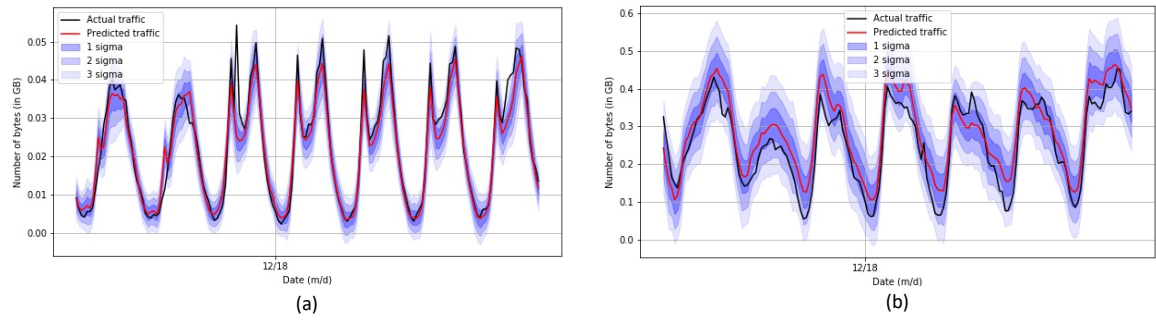 Actual traffic
Predicted traffic
1 sigma
2 sigma
3 sigma
Number of bytes (in GB)
0.05
0.04
0.03
0.02
0.01
0.00
12/18
Date (m/d)
(a)
Actual traffic
Predicted traffic
1 sigma
2 sigma
3 sigma
Number of bytes (in GB)
0.6
0.5
0.4
0.3
0.2
0.1
0.0
12/18
Date (m/d)
(b)